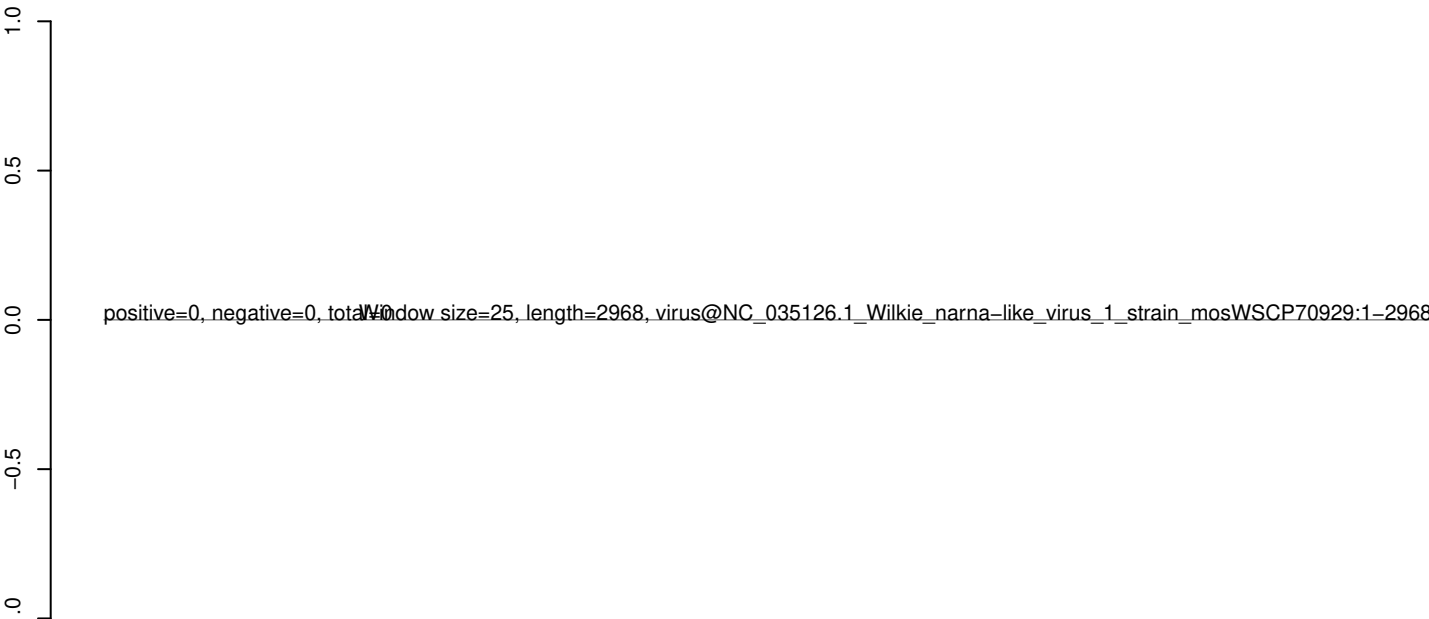 1.0
0.5
0.0
positive=0, negative=0, total=0
Window size=25, length=2968, virus@NC_035126.1_Wilkie_narna−like_virus_1_strain_mosWSCP70929:1−2968
−0.5
.0